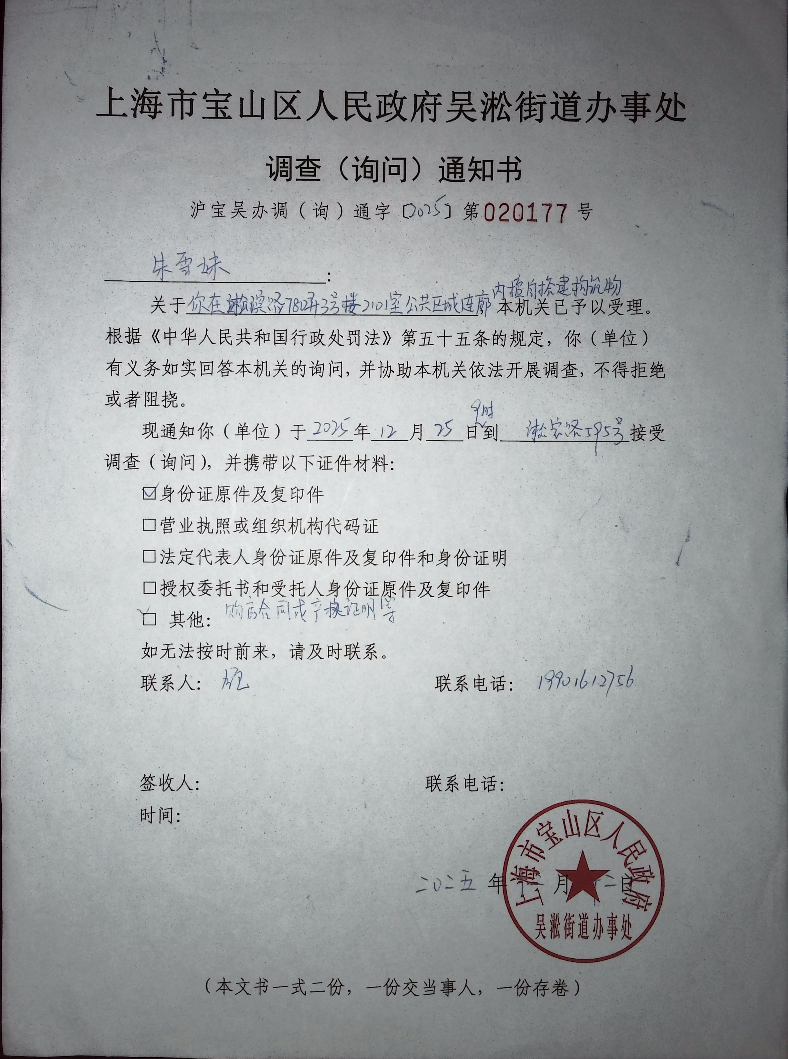 上海市宝山区人民政府吴淞街道办事处
调查（询问）通知书
沪宝吴办调（询）通字〔2025〕第020177号
朱雪妹：
内擅自搭建构筑物
关于你在淞滨路782弄3号楼2101室公共区域连廊本机关已予以受理。
根据《中华人民共和国行政处罚法》第五十五条的规定，你（单位）
有义务如实回答本机关的询问，并协助本机关依法开展调查，不得拒绝
或者阻挠。
9时
现通知你（单位）于2025年12月25日到淞宝路595号接受
调查（询问），并携带以下证件材料：
☑身份证原件及复印件
□营业执照或组织机构代码证
□法定代表人身份证原件及复印件和身份证明
□授权委托书和受托人身份证原件及复印件
☑ 其他：购房合同或产权证明等
如无法按时前来，请及时联系。
联系人： 联系电话：19901612756
签收人： 联系电话：
时间：
二〇二五年十二月 十二日
上海市宝山区人民政府
吴淞街道办事处
（本文书一式二份，一份交当事人，一份存卷）